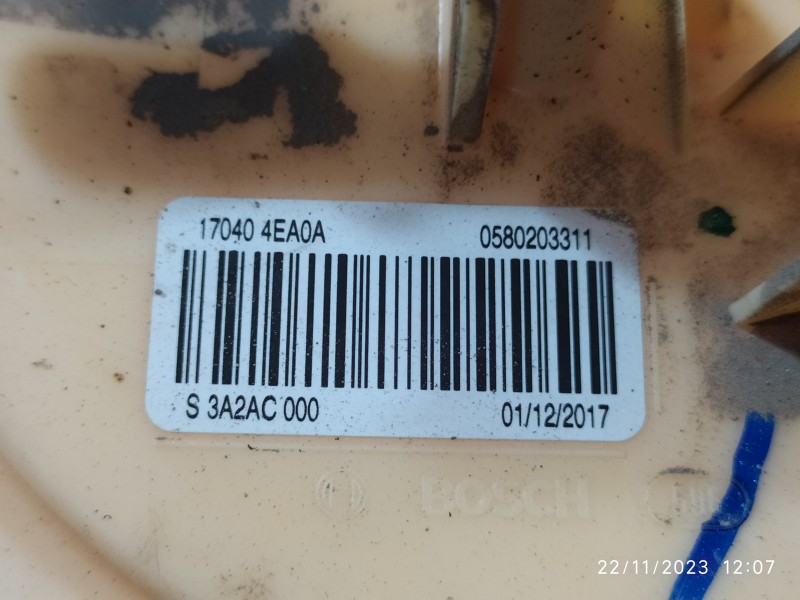 17040 4EA0A 0580203311
S 3A2AC 000 01/12/2017
BOSCH
22/11/2023 12:07